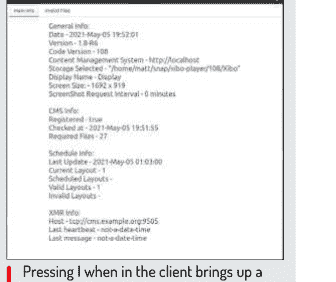 Main Info Invalid Files
General Info:
Date - 2021-May-05 19:52:01
Version - 1.8-R6
Code Version - 108
Content Management System - http://localhost
Storage Selected - "/home/matt/snap/xibo-player/108/Xibo"
Display Name - Display
Screen Size: - 1692 x 919
ScreenShot Request Interval - 0 minutes
CMS Info:
Registered - true
Checked at - 2021-May-05 19:51:55
Required Files - 27
Schedule Info:
Last Update - 2021-May-05 01:03:00
Current Layout - 1
Scheduled Layouts -
Valid Layouts - 1
Invalid Layouts -
XMR Info:
Host - tcp://cms.example.org:9505
Last heartbeat - not-a-date-time
Last message - not-a-date-time
Pressing I when in the client brings up a